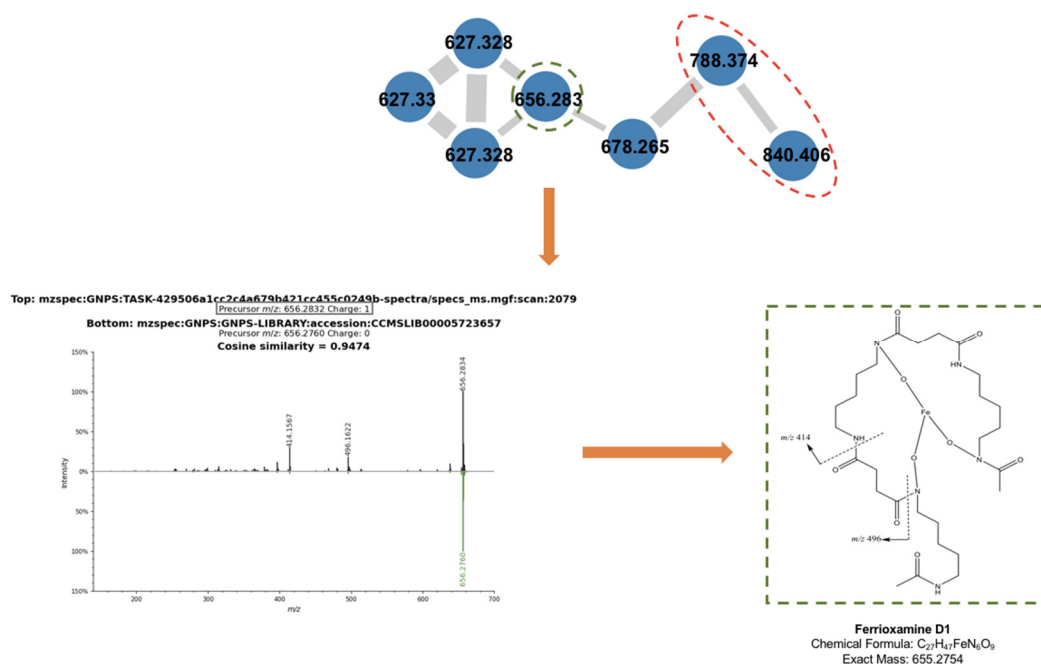 627.328
788.374
627.33
656.283
627.328
678.265
840.406
Top: mzspec:GNPS:TASK-429506a1cc2c4a679b421cc455c0249b-spectra/specs_ms.mgf:scan:2079
Precursor m/z: 656.2832 Charge: 1
Bottom: mzspec:GNPS:GNPS-LIBRARY:accession:CCMSLIB00005723657
Precursor m/z: 656.2760 Charge: 0
Cosine similarity = 0.9474
150%
100%
50%
0%
50%
100%
150%
Intensity
414.1567
496.1622
656.2834
656.2760
200
300
400
500
600
700
m/z
O
O
N
HN
O
Fe
m/z 414
NH
O
O
O
N
O
N
O
m/z 496
O
N
H
Ferrioxamine D1
Chemical Formula: C₂₇H₄₇FeN₆O₉
Exact Mass: 655.2754